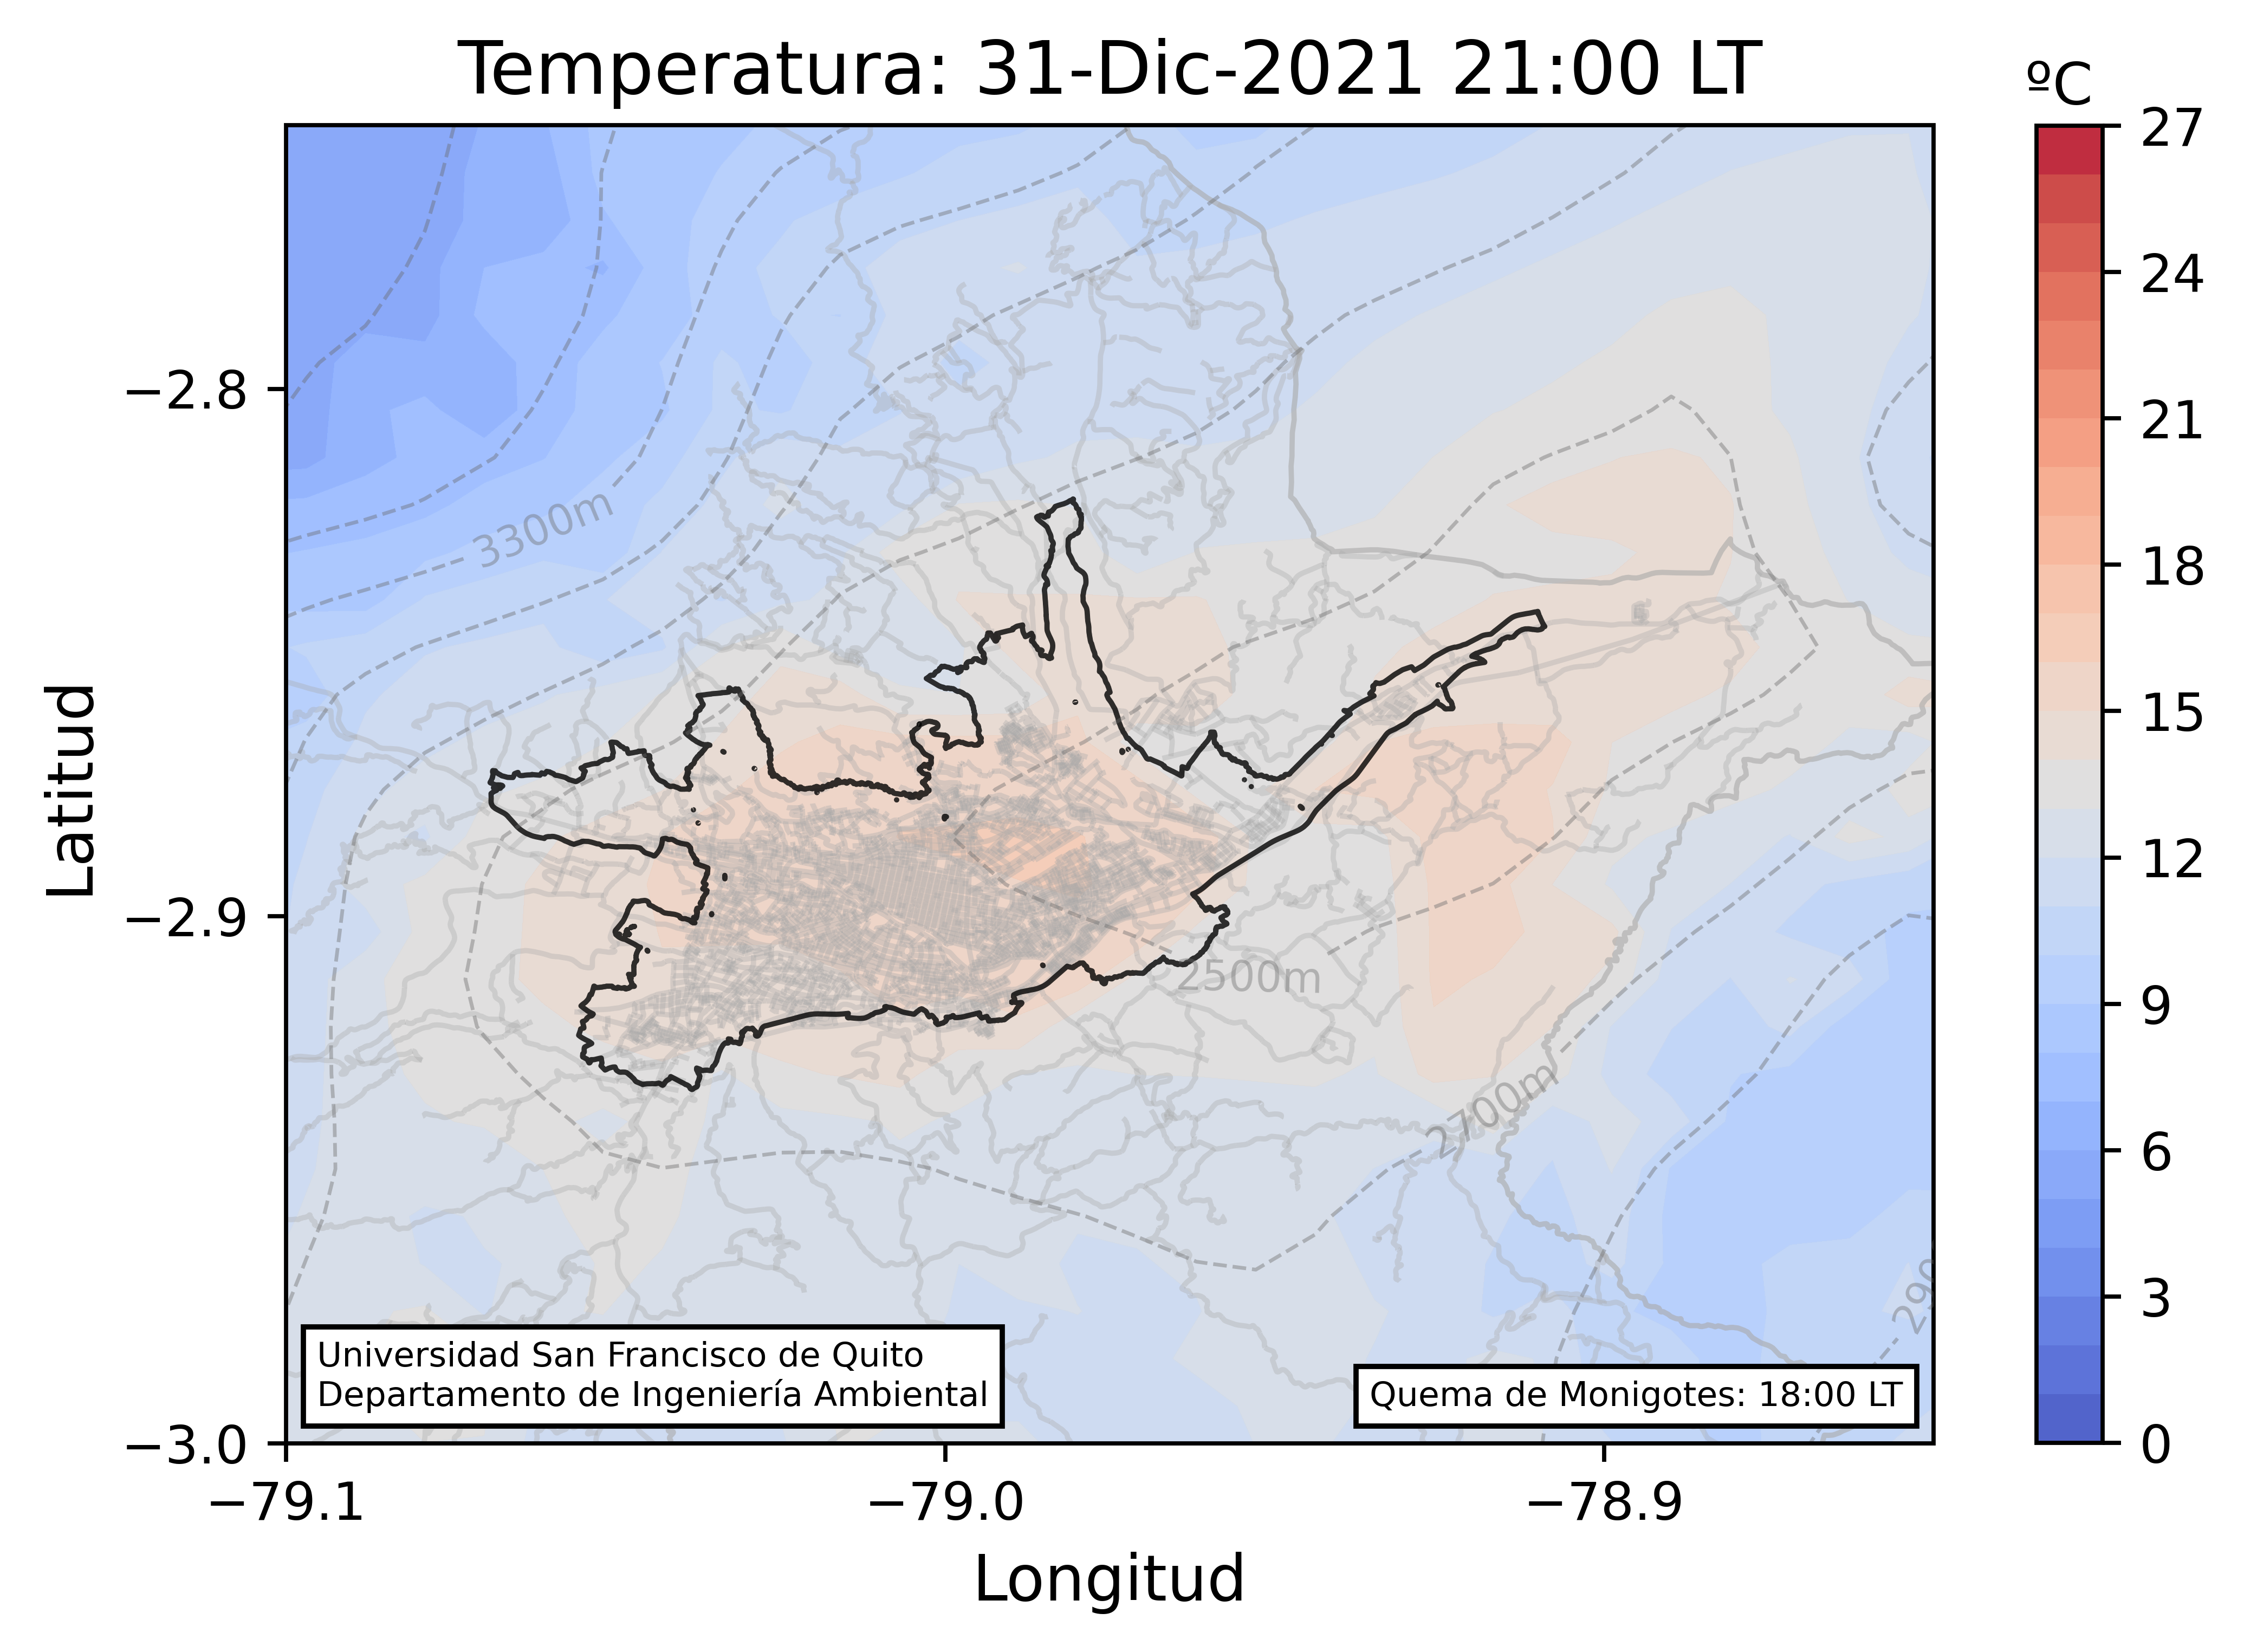 Temperatura: 31-Dic-2021 21:00 LT
ºC
27
24
21
18
15
12
9
6
3
0
Latitud
−2.8
−2.9
−3.0
3300m
2500m
2700m
290
Universidad San Francisco de Quito
Departamento de Ingeniería Ambiental
Quema de Monigotes: 18:00 LT
−79.1
−79.0
−78.9
Longitud